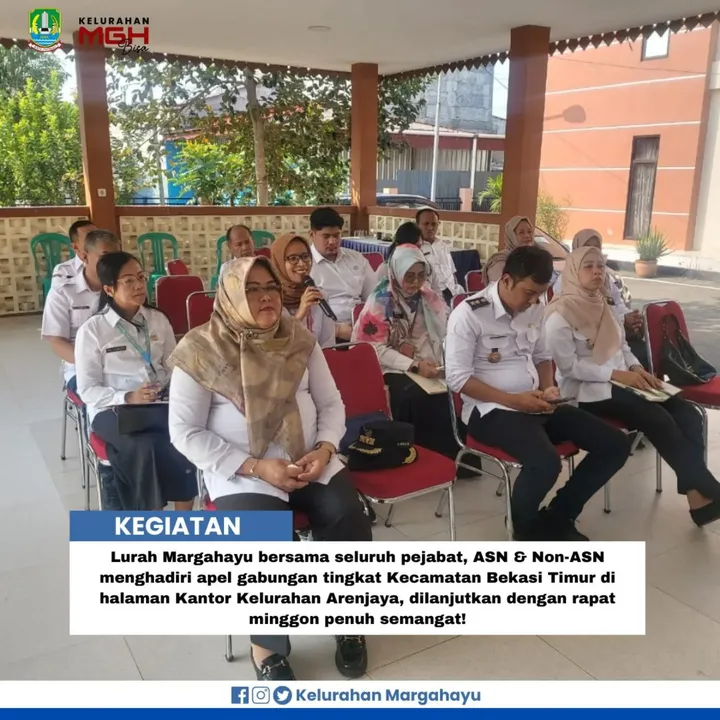 KELURAHAN
MGH
Bisa
KEGIATAN
Lurah Margahayu bersama seluruh pejabat, ASN & Non-ASN
menghadiri apel gabungan tingkat Kecamatan Bekasi Timur di
halaman Kantor Kelurahan Arenjaya, dilanjutkan dengan rapat
minggon penuh semangat!
Kelurahan Margahayu